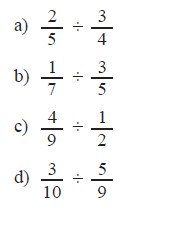 a) 2/5 ÷ 3/4
b) 1/7 ÷ 3/5
c) 4/9 ÷ 1/2
d) 3/10 ÷ 5/9